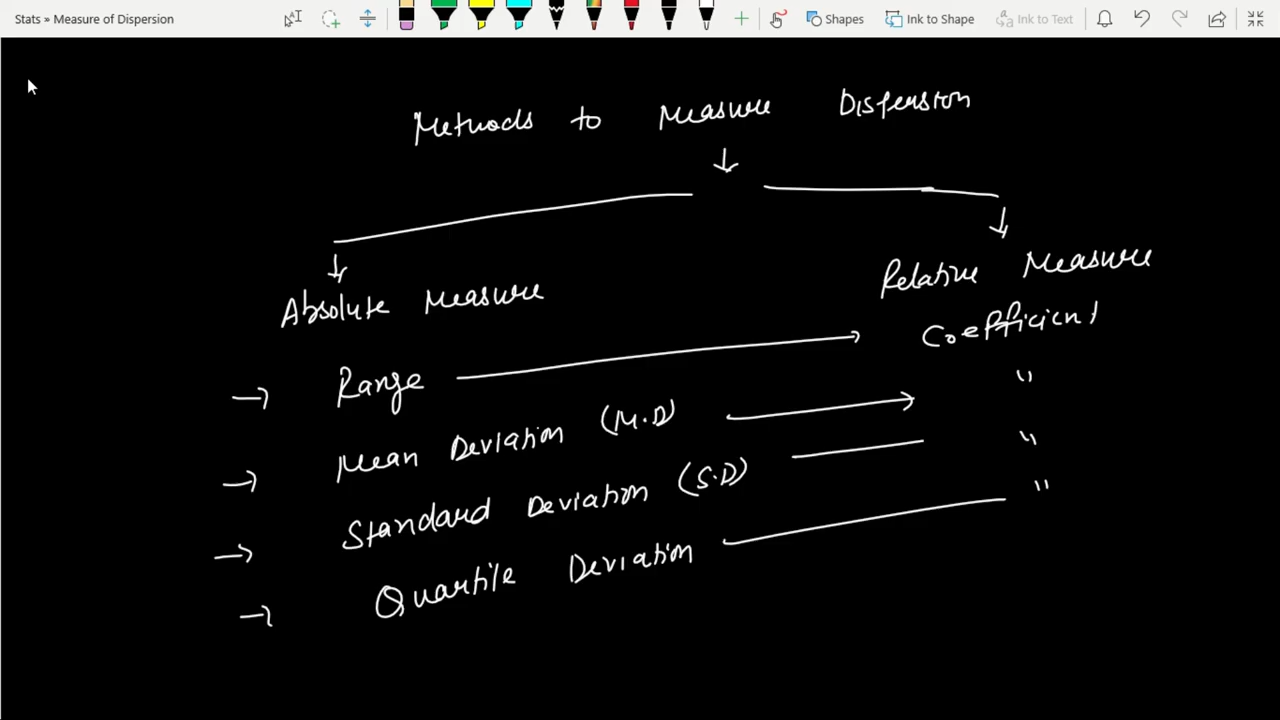 Stats » Measure of Dispersion
Shapes
Ink to Shape
Ink to Text
Methods to Measure Dispersion
Absolute Measure
Relative Measure
Range
Coefficient
Mean Deviation (M.D)
"
Standard Deviation (S.D)
"
Quartile Deviation
"